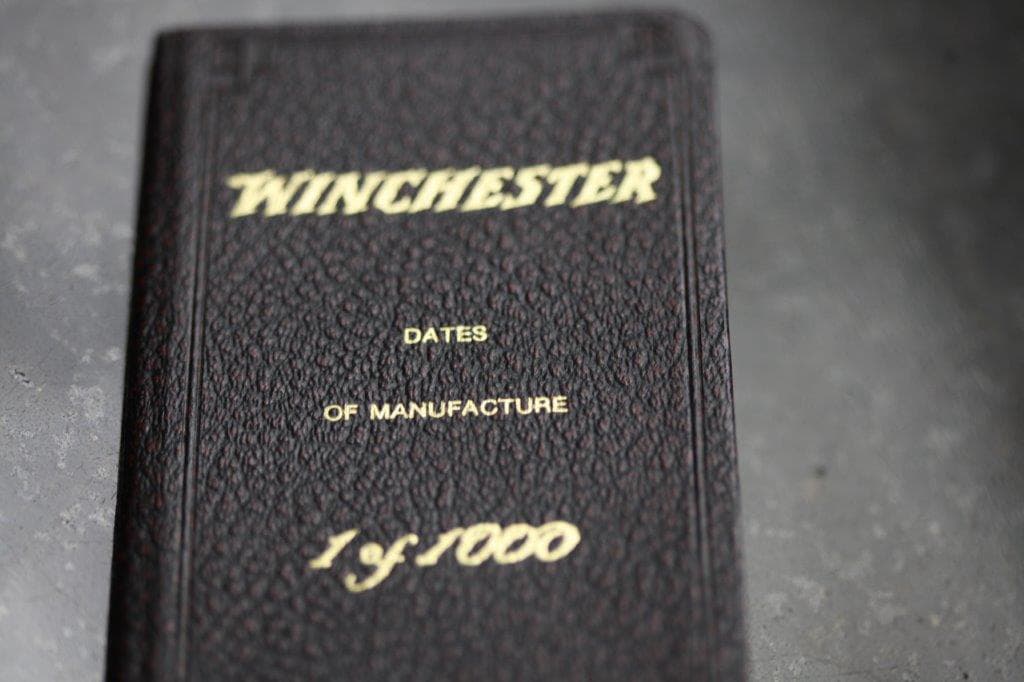 WINCHESTER
DATES
OF MANUFACTURE
1 of 1000